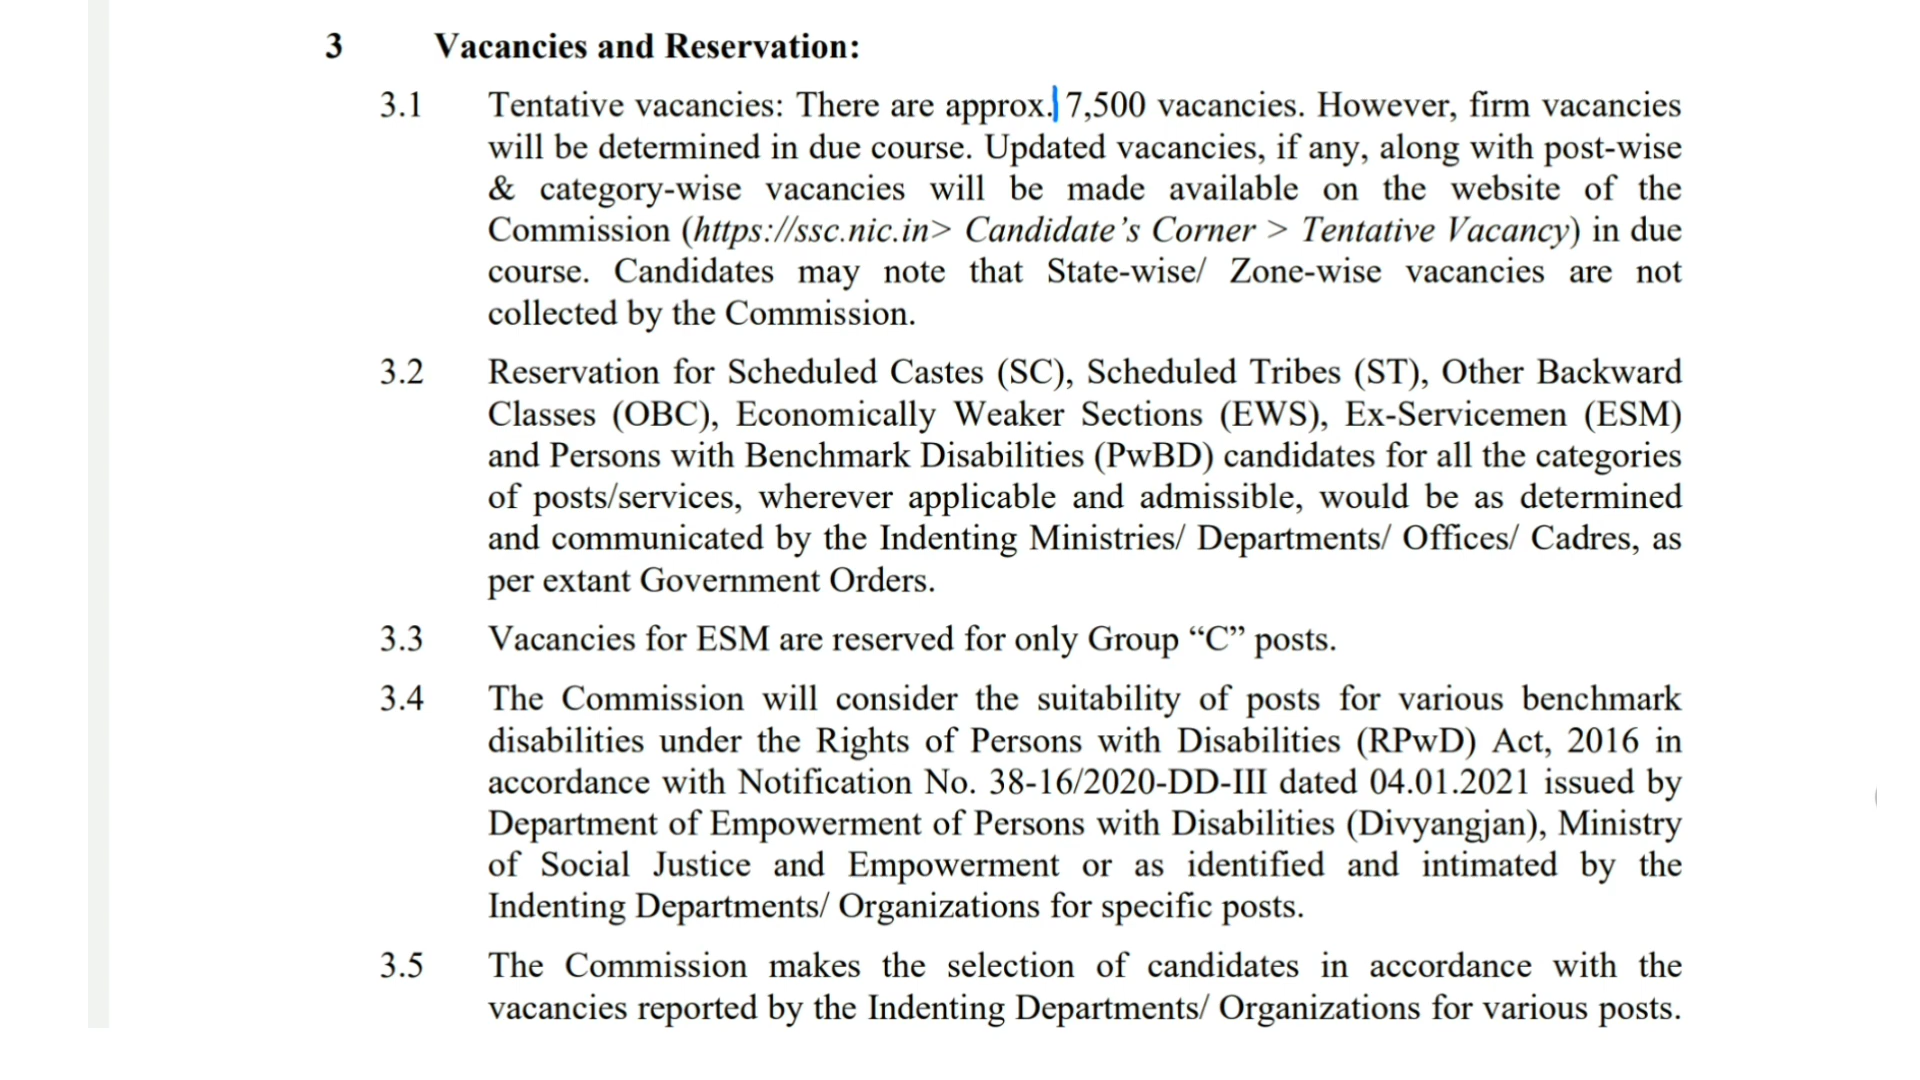 3 Vacancies and Reservation:
3.1 Tentative vacancies: There are approx. 7,500 vacancies. However, firm vacancies
will be determined in due course. Updated vacancies, if any, along with post-wise
& category-wise vacancies will be made available on the website of the
Commission (https://ssc.nic.in> Candidate’s Corner > Tentative Vacancy) in due
course. Candidates may note that State-wise/ Zone-wise vacancies are not
collected by the Commission.
3.2 Reservation for Scheduled Castes (SC), Scheduled Tribes (ST), Other Backward
Classes (OBC), Economically Weaker Sections (EWS), Ex-Servicemen (ESM)
and Persons with Benchmark Disabilities (PwBD) candidates for all the categories
of posts/services, wherever applicable and admissible, would be as determined
and communicated by the Indenting Ministries/ Departments/ Offices/ Cadres, as
per extant Government Orders.
3.3 Vacancies for ESM are reserved for only Group “C” posts.
3.4 The Commission will consider the suitability of posts for various benchmark
disabilities under the Rights of Persons with Disabilities (RPwD) Act, 2016 in
accordance with Notification No. 38-16/2020-DD-III dated 04.01.2021 issued by
Department of Empowerment of Persons with Disabilities (Divyangjan), Ministry
of Social Justice and Empowerment or as identified and intimated by the
Indenting Departments/ Organizations for specific posts.
3.5 The Commission makes the selection of candidates in accordance with the
vacancies reported by the Indenting Departments/ Organizations for various posts.